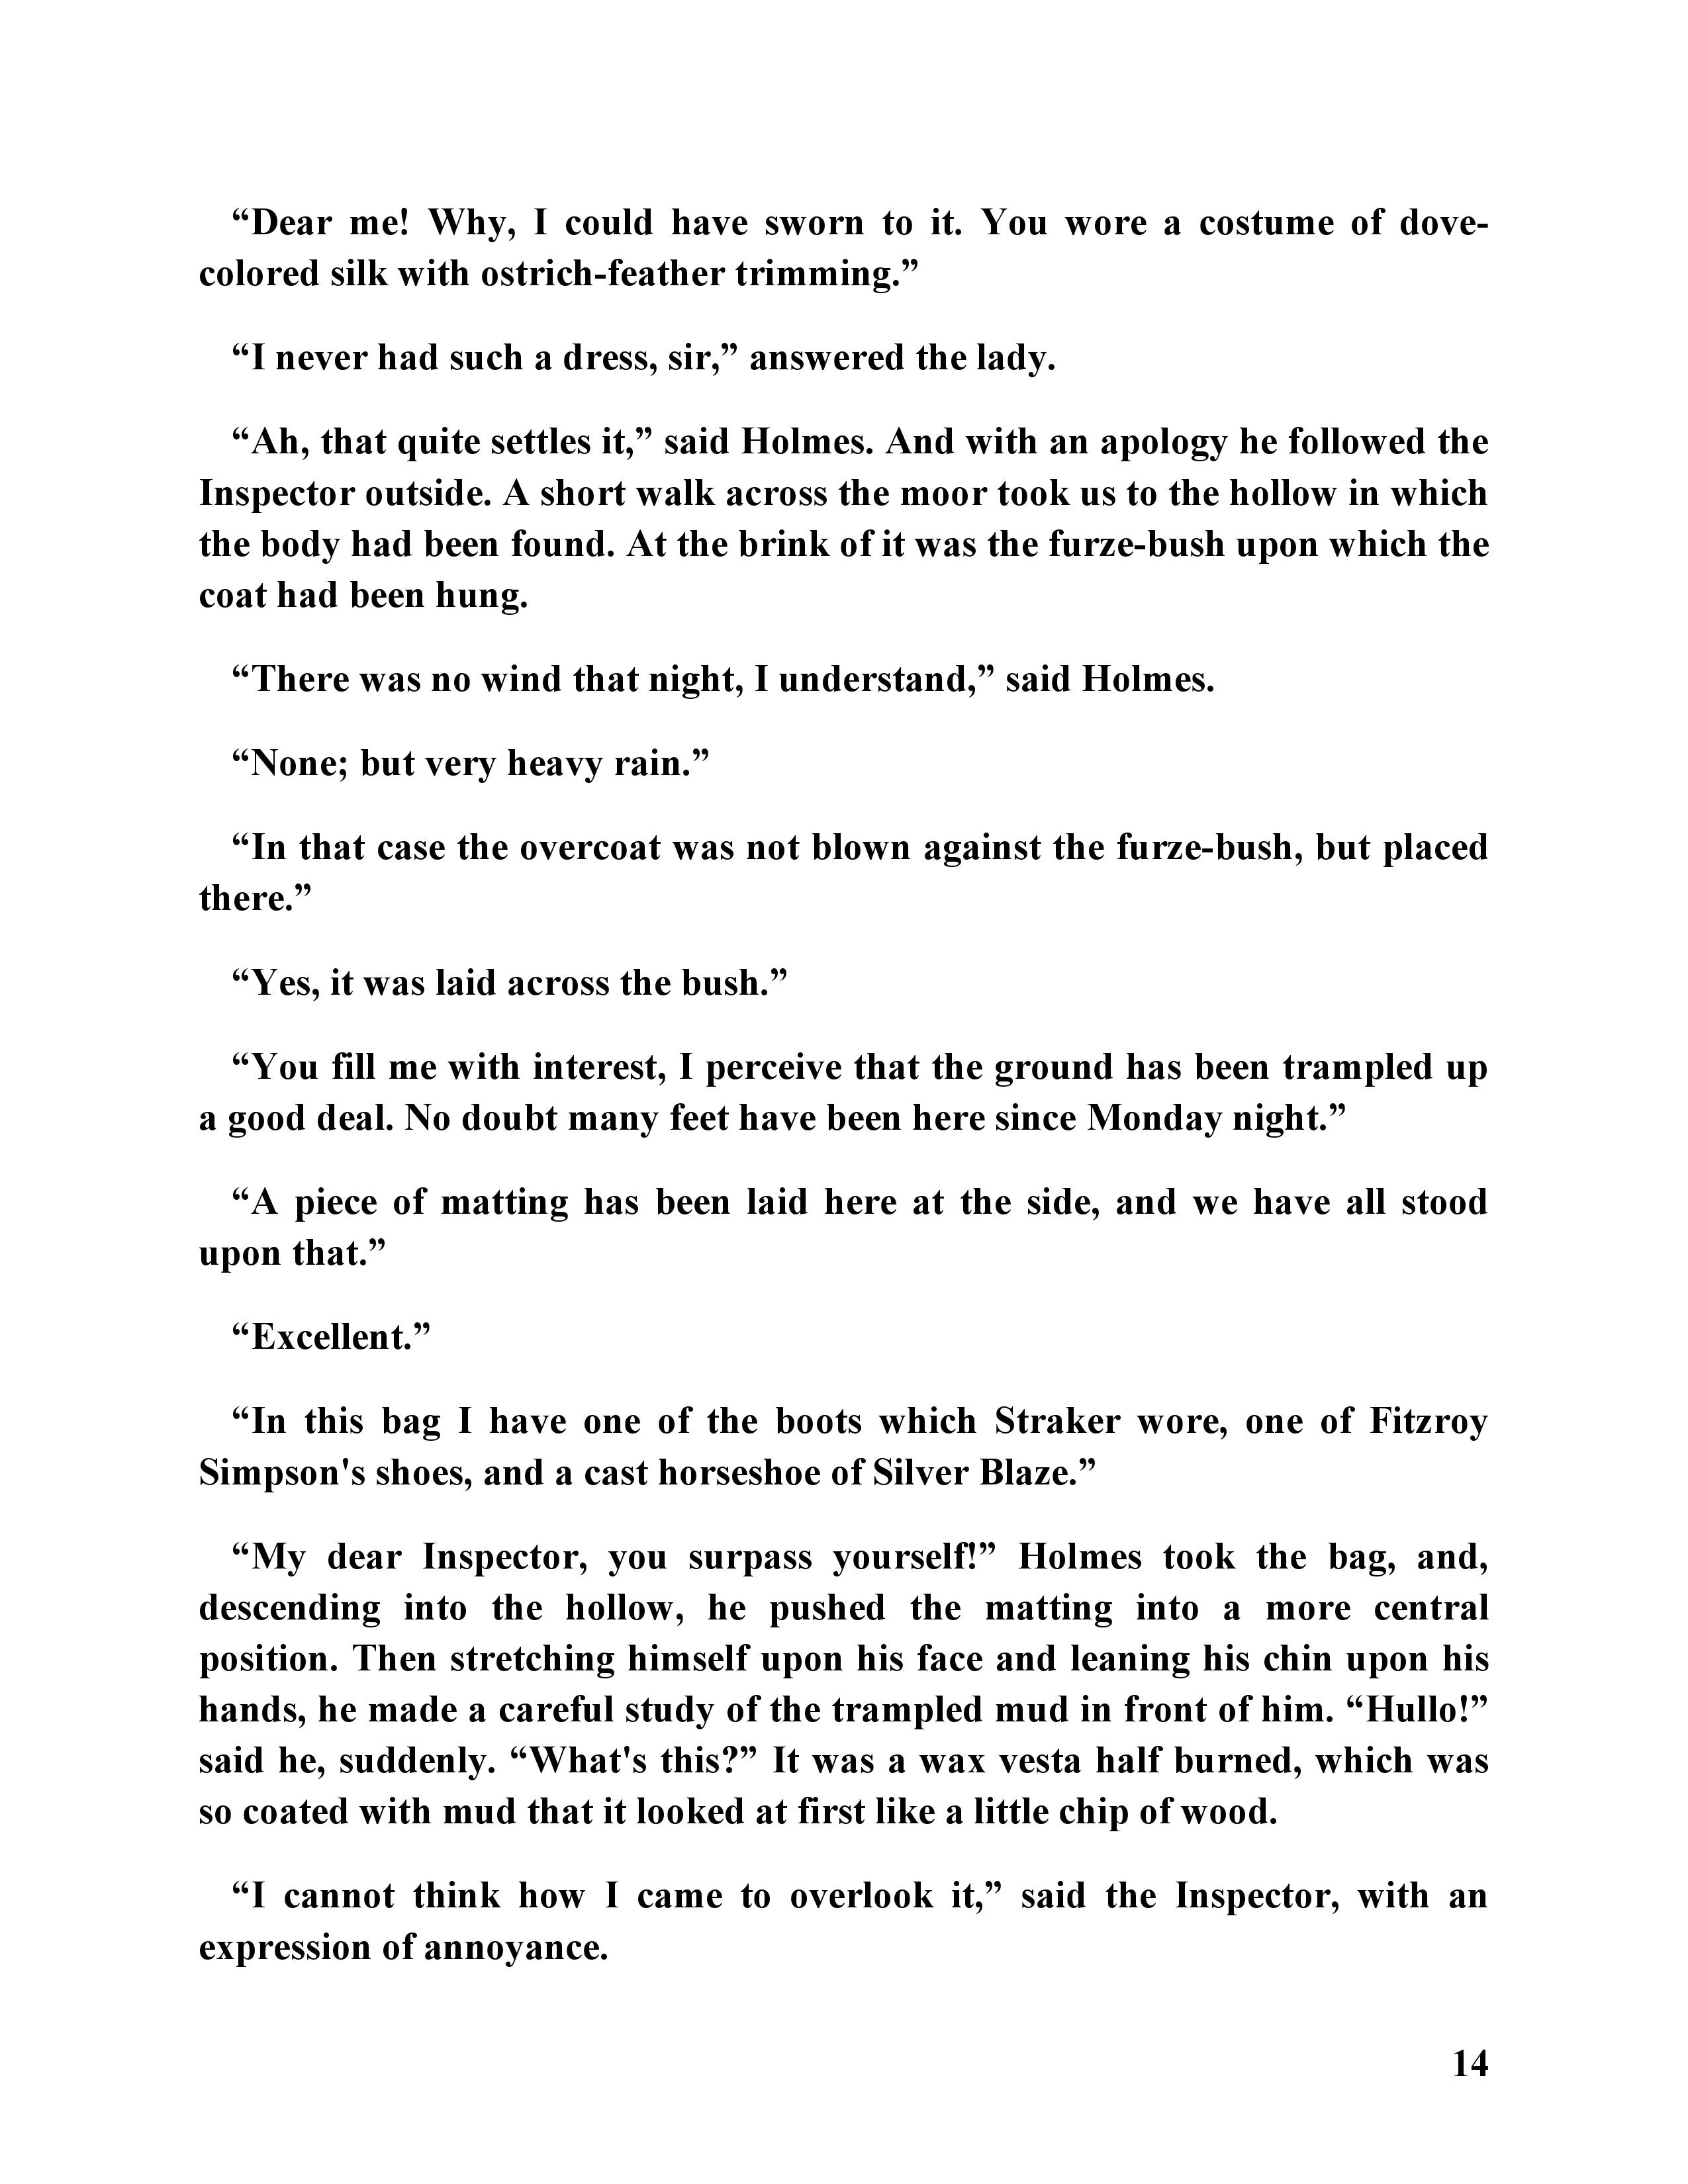 “Dear me! Why, I could have sworn to it. You wore a costume of dove-
colored silk with ostrich-feather trimming.”
“I never had such a dress, sir,” answered the lady.
“Ah, that quite settles it,” said Holmes. And with an apology he followed the
Inspector outside. A short walk across the moor took us to the hollow in which
the body had been found. At the brink of it was the furze-bush upon which the
coat had been hung.
“There was no wind that night, I understand,” said Holmes.
“None; but very heavy rain.”
“In that case the overcoat was not blown against the furze-bush, but placed
there.”
“Yes, it was laid across the bush.”
“You fill me with interest, I perceive that the ground has been trampled up
a good deal. No doubt many feet have been here since Monday night.”
“A piece of matting has been laid here at the side, and we have all stood
upon that.”
“Excellent.”
“In this bag I have one of the boots which Straker wore, one of Fitzroy
Simpson's shoes, and a cast horseshoe of Silver Blaze.”
“My dear Inspector, you surpass yourself!” Holmes took the bag, and,
descending into the hollow, he pushed the matting into a more central
position. Then stretching himself upon his face and leaning his chin upon his
hands, he made a careful study of the trampled mud in front of him. “Hullo!”
said he, suddenly. “What's this?” It was a wax vesta half burned, which was
so coated with mud that it looked at first like a little chip of wood.
“I cannot think how I came to overlook it,” said the Inspector, with an
expression of annoyance.
14